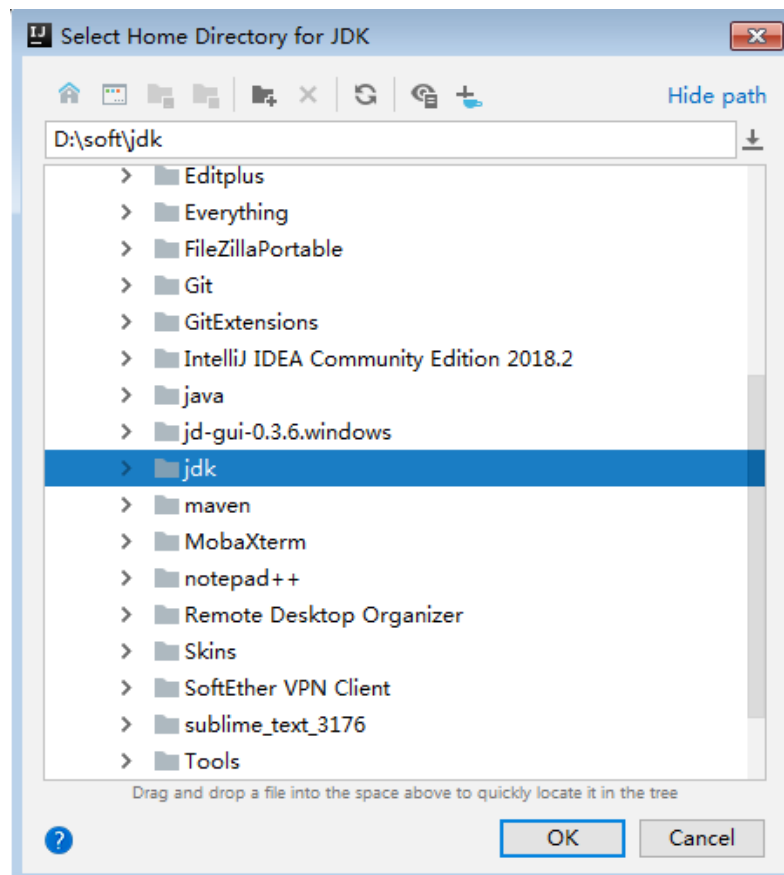 IJ Select Home Directory for JDK
Hide path
D:\soft\jdk
Editplus
Everything
FileZillaPortable
Git
GitExtensions
IntelliJ IDEA Community Edition 2018.2
java
jd-gui-0.3.6.windows
jdk
maven
MobaXterm
notepad++
Remote Desktop Organizer
Skins
SoftEther VPN Client
sublime_text_3176
Tools
Drag and drop a file into the space above to quickly locate it in the tree
? OK Cancel